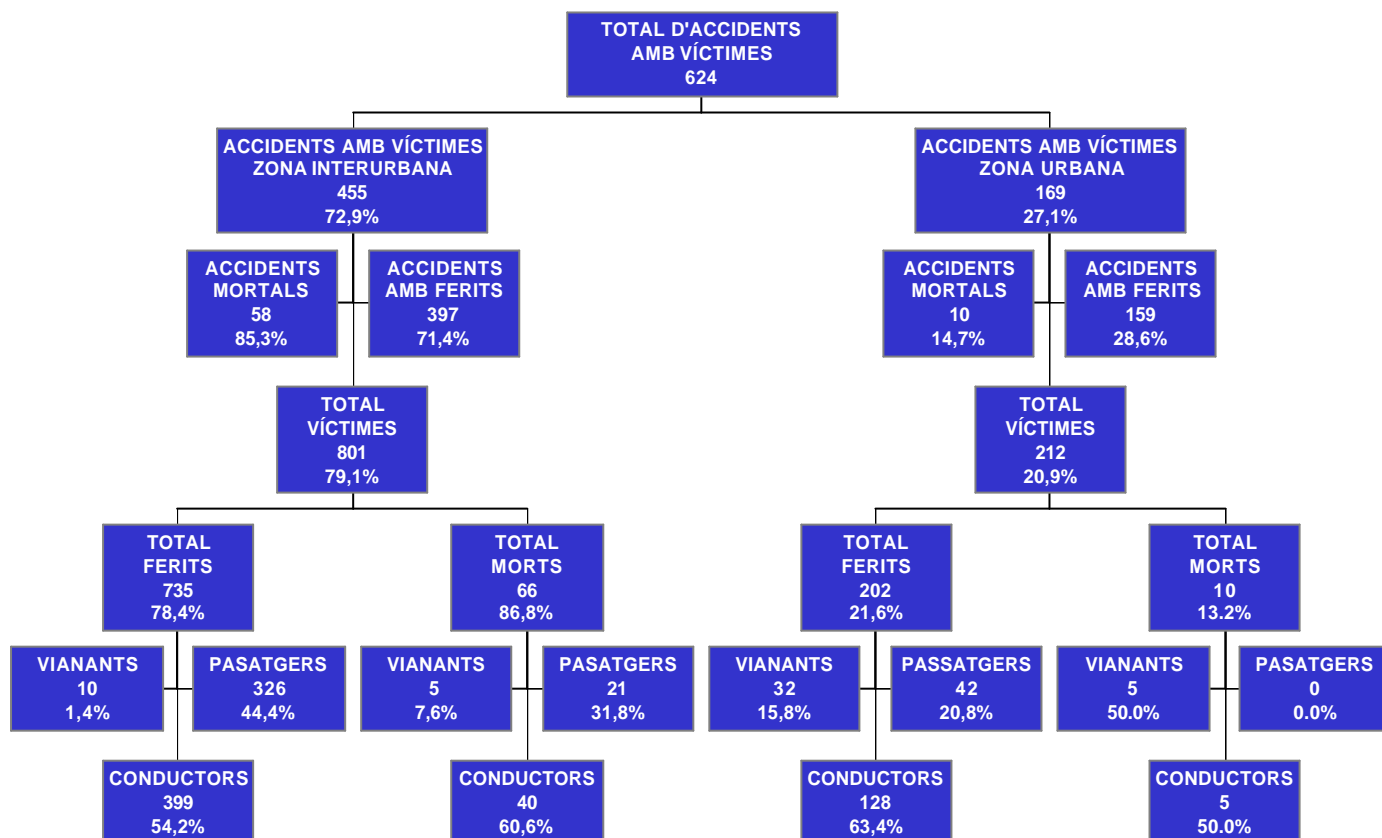 TOTAL D'ACCIDENTS
AMB VÍCTIMES
624
ACCIDENTS AMB VÍCTIMES
ZONA INTERURBANA
455
72,9%
ACCIDENTS AMB VÍCTIMES
ZONA URBANA
169
27,1%
ACCIDENTS
MORTALS
58
85,3%
ACCIDENTS
AMB FERITS
397
71,4%
ACCIDENTS
MORTALS
10
14,7%
ACCIDENTS
AMB FERITS
159
28,6%
TOTAL
VÍCTIMES
801
79,1%
TOTAL
VÍCTIMES
212
20,9%
TOTAL
FERITS
735
78,4%
TOTAL
MORTS
66
86,8%
TOTAL
FERITS
202
21,6%
TOTAL
MORTS
10
13.2%
VIANANTS
10
1,4%
PASATGERS
326
44,4%
VIANANTS
5
7,6%
PASATGERS
21
31,8%
VIANANTS
32
15,8%
PASSATGERS
42
20,8%
VIANANTS
5
50.0%
PASATGERS
0
0.0%
CONDUCTORS
399
54,2%
CONDUCTORS
40
60,6%
CONDUCTORS
128
63,4%
CONDUCTORS
5
50.0%